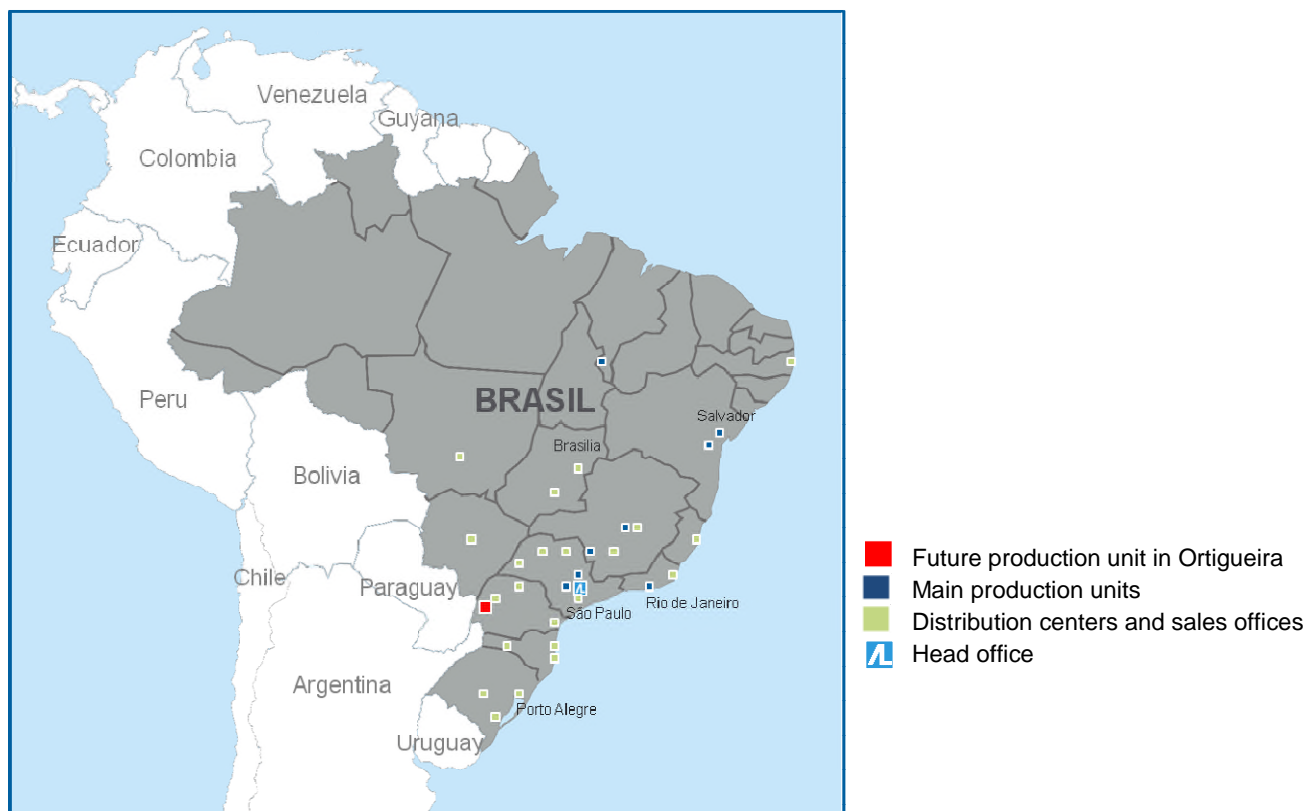 Venezuela
Guyana
Colombia
Ecuador
Peru
BRASIL
Salvador
Brasilia
Bolivia
Chile
Paraguay
São Paulo
Rio de Janeiro
Argentina
Porto Alegre
Uruguay
Future production unit in Ortigueira
Main production units
Distribution centers and sales offices
Head office